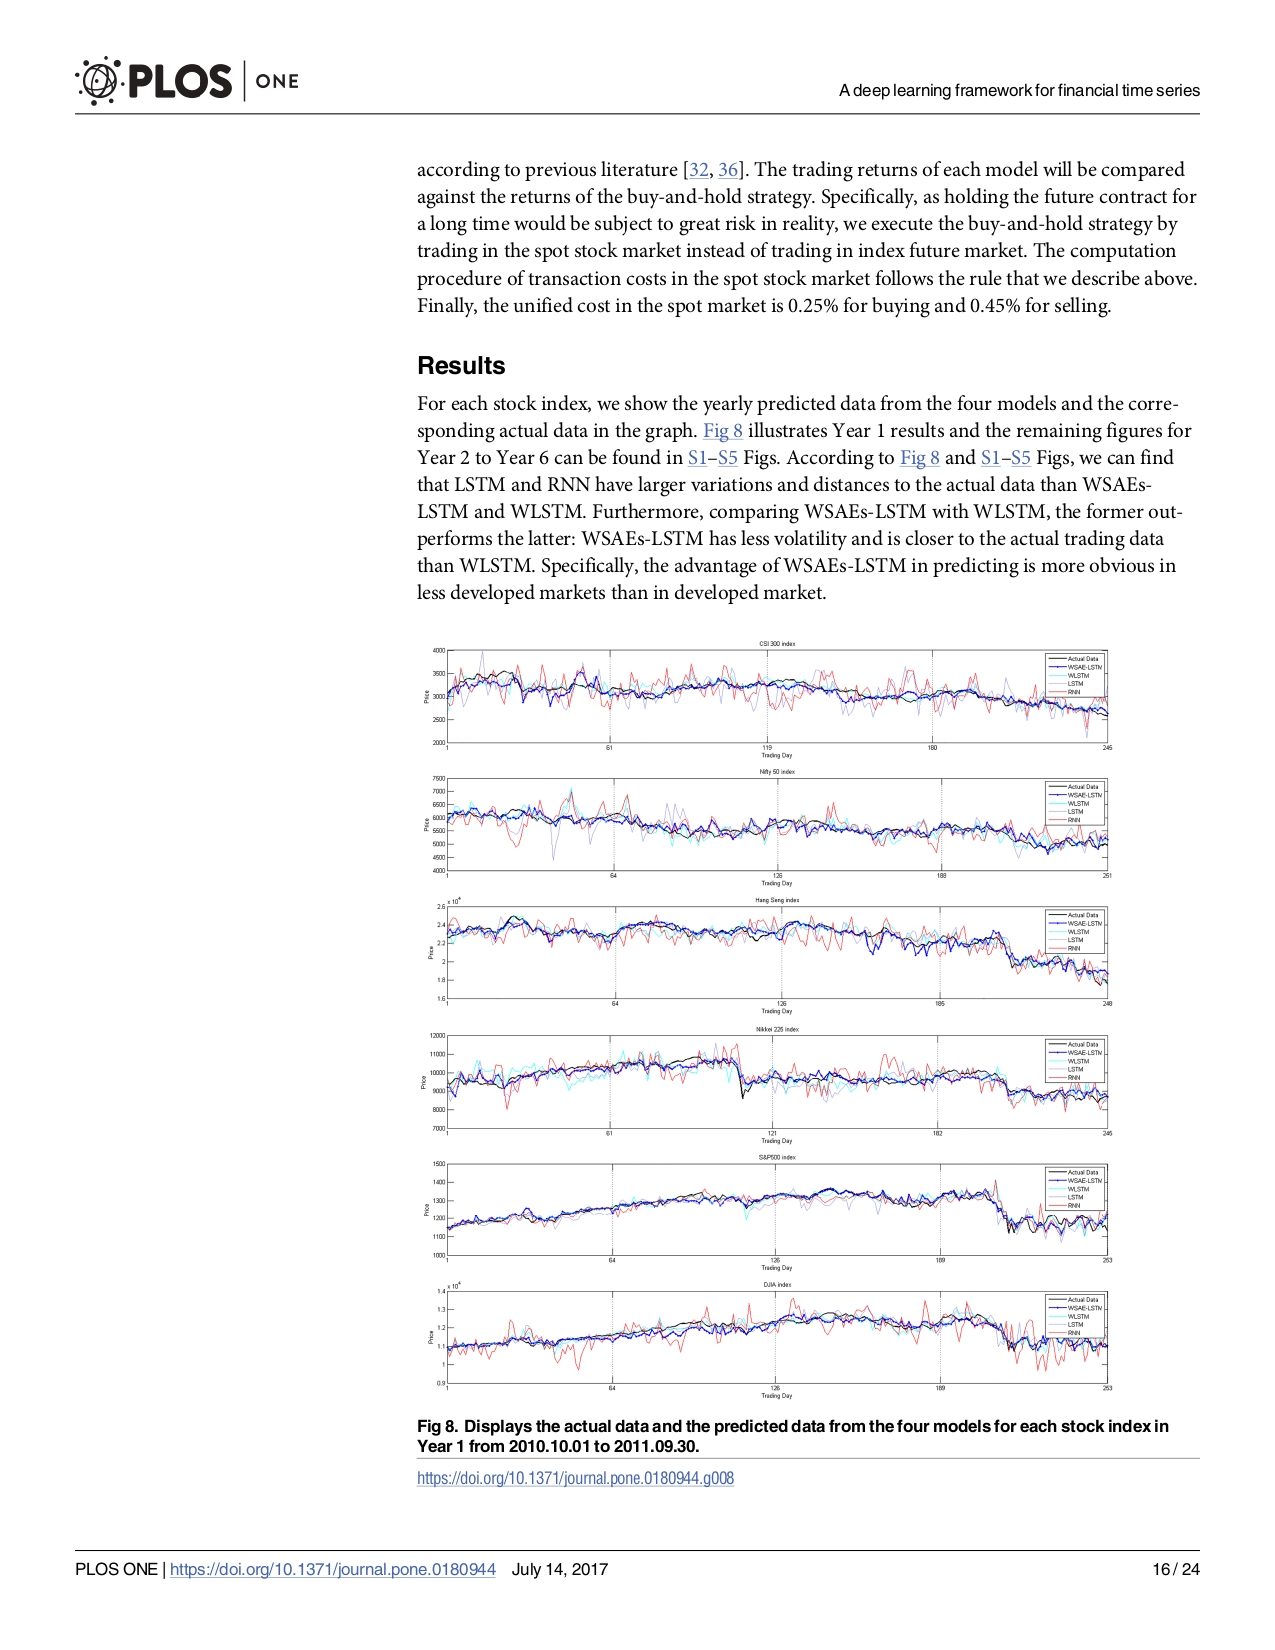 PLOS ONE
A deep learning framework for financial time series
according to previous literature [32, 36]. The trading returns of each model will be compared
against the returns of the buy-and-hold strategy. Specifically, as holding the future contract for
a long time would be subject to great risk in reality, we execute the buy-and-hold strategy by
trading in the spot stock market instead of trading in index future market. The computation
procedure of transaction costs in the spot stock market follows the rule that we describe above.
Finally, the unified cost in the spot market is 0.25% for buying and 0.45% for selling.
Results
For each stock index, we show the yearly predicted data from the four models and the corre-
sponding actual data in the graph. Fig 8 illustrates Year 1 results and the remaining figures for
Year 2 to Year 6 can be found in S1–S5 Figs. According to Fig 8 and S1–S5 Figs, we can find
that LSTM and RNN have larger variations and distances to the actual data than WSAEs-
LSTM and WLSTM. Furthermore, comparing WSAEs-LSTM with WLSTM, the former out-
performs the latter: WSAEs-LSTM has less volatility and is closer to the actual trading data
than WLSTM. Specifically, the advantage of WSAEs-LSTM in predicting is more obvious in
less developed markets than in developed market.
CSI 300 index
4000
3500
3000
2500
2000
Price
Actual Data
WSAE-LSTM
WLSTM
LSTM
RNN
1 61 119 180 245
Trading Day
Nifty 50 index
7500
7000
6500
6000
5500
5000
4500
4000
Price
Actual Data
WSAE-LSTM
WLSTM
LSTM
RNN
1 64 126 188 251
Trading Day
Hang Seng index
x 10^4
2.6
2.4
2.2
2
1.8
1.6
Price
Actual Data
WSAE-LSTM
WLSTM
LSTM
RNN
1 64 126 185 248
Trading Day
Nikkei 225 index
12000
11000
10000
9000
8000
7000
Price
Actual Data
WSAE-LSTM
WLSTM
LSTM
RNN
1 61 121 182 245
Trading Day
S&P500 index
1500
1400
1300
1200
1100
1000
Price
Actual Data
WSAE-LSTM
WLSTM
LSTM
RNN
1 64 126 189 253
Trading Day
DJIA index
x 10^4
1.4
1.3
1.2
1.1
1
0.9
Price
Actual Data
WSAE-LSTM
WLSTM
LSTM
RNN
1 64 126 189 253
Trading Day
Fig 8. Displays the actual data and the predicted data from the four models for each stock index in
Year 1 from 2010.10.01 to 2011.09.30.
https://doi.org/10.1371/journal.pone.0180944.g008
PLOS ONE | https://doi.org/10.1371/journal.pone.0180944 July 14, 2017 16 / 24